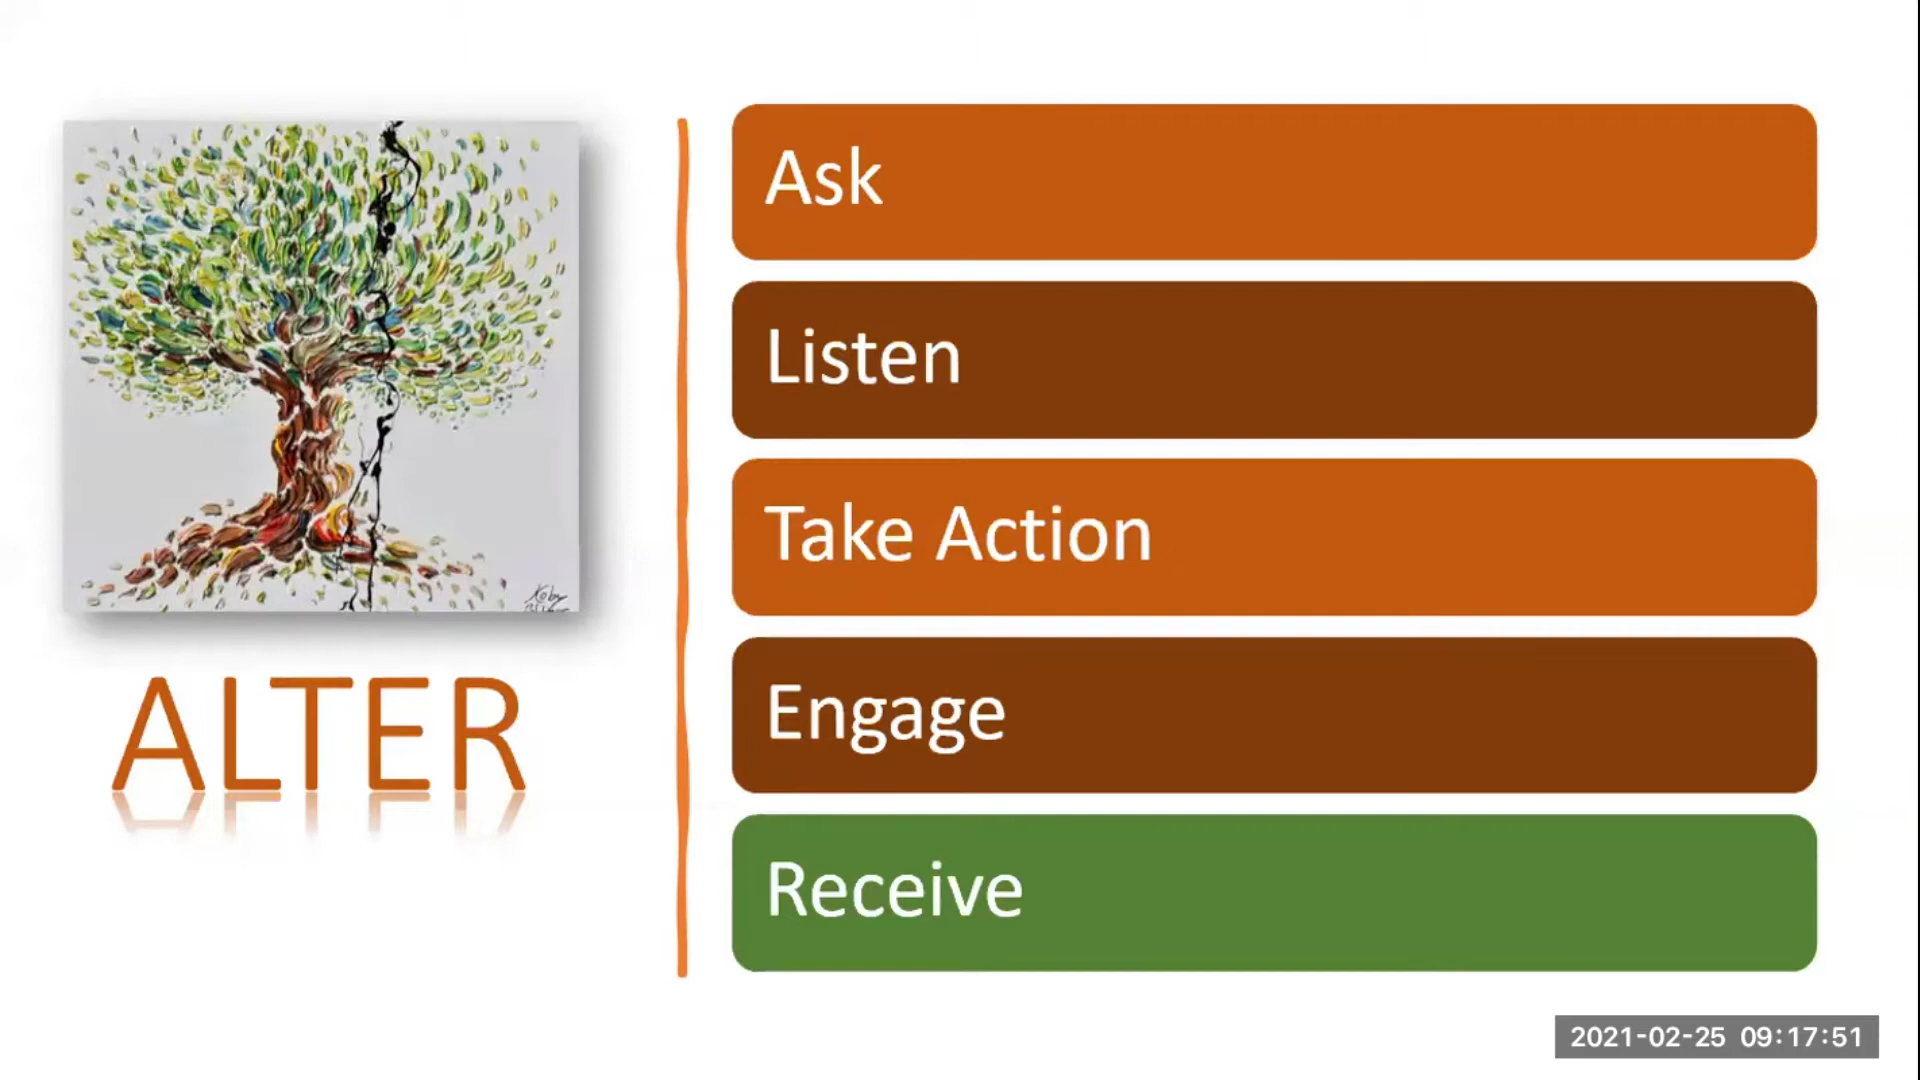 ALTER
Ask
Listen
Take Action
Engage
Receive
2021-02-25 09:17:51